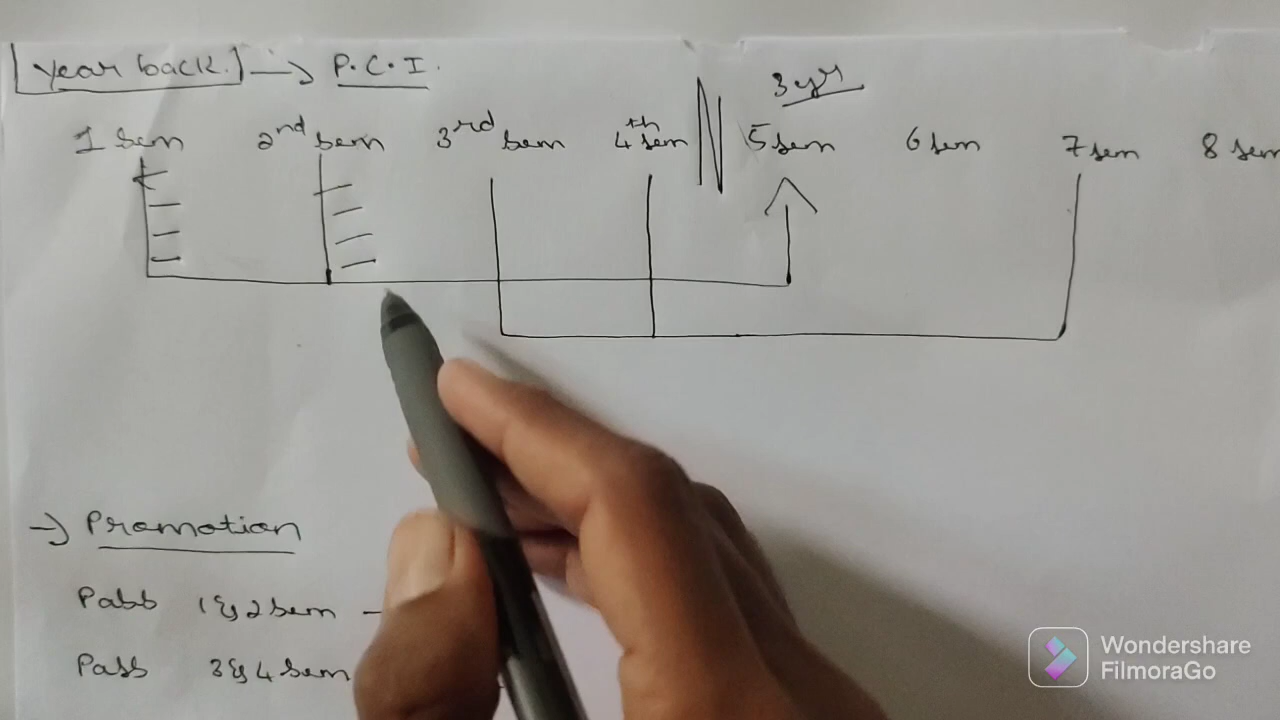 Year back. → P.C.I.
3 yr
1 Sem 2nd Sem 3rd Sem 4th Sem 5 Sem 6 Sem 7 Sem 8 Sem
→ Promotion
Pass 1 & 2 Sem -
Pass 3 & 4 Sem
Wondershare
FilmoraGo